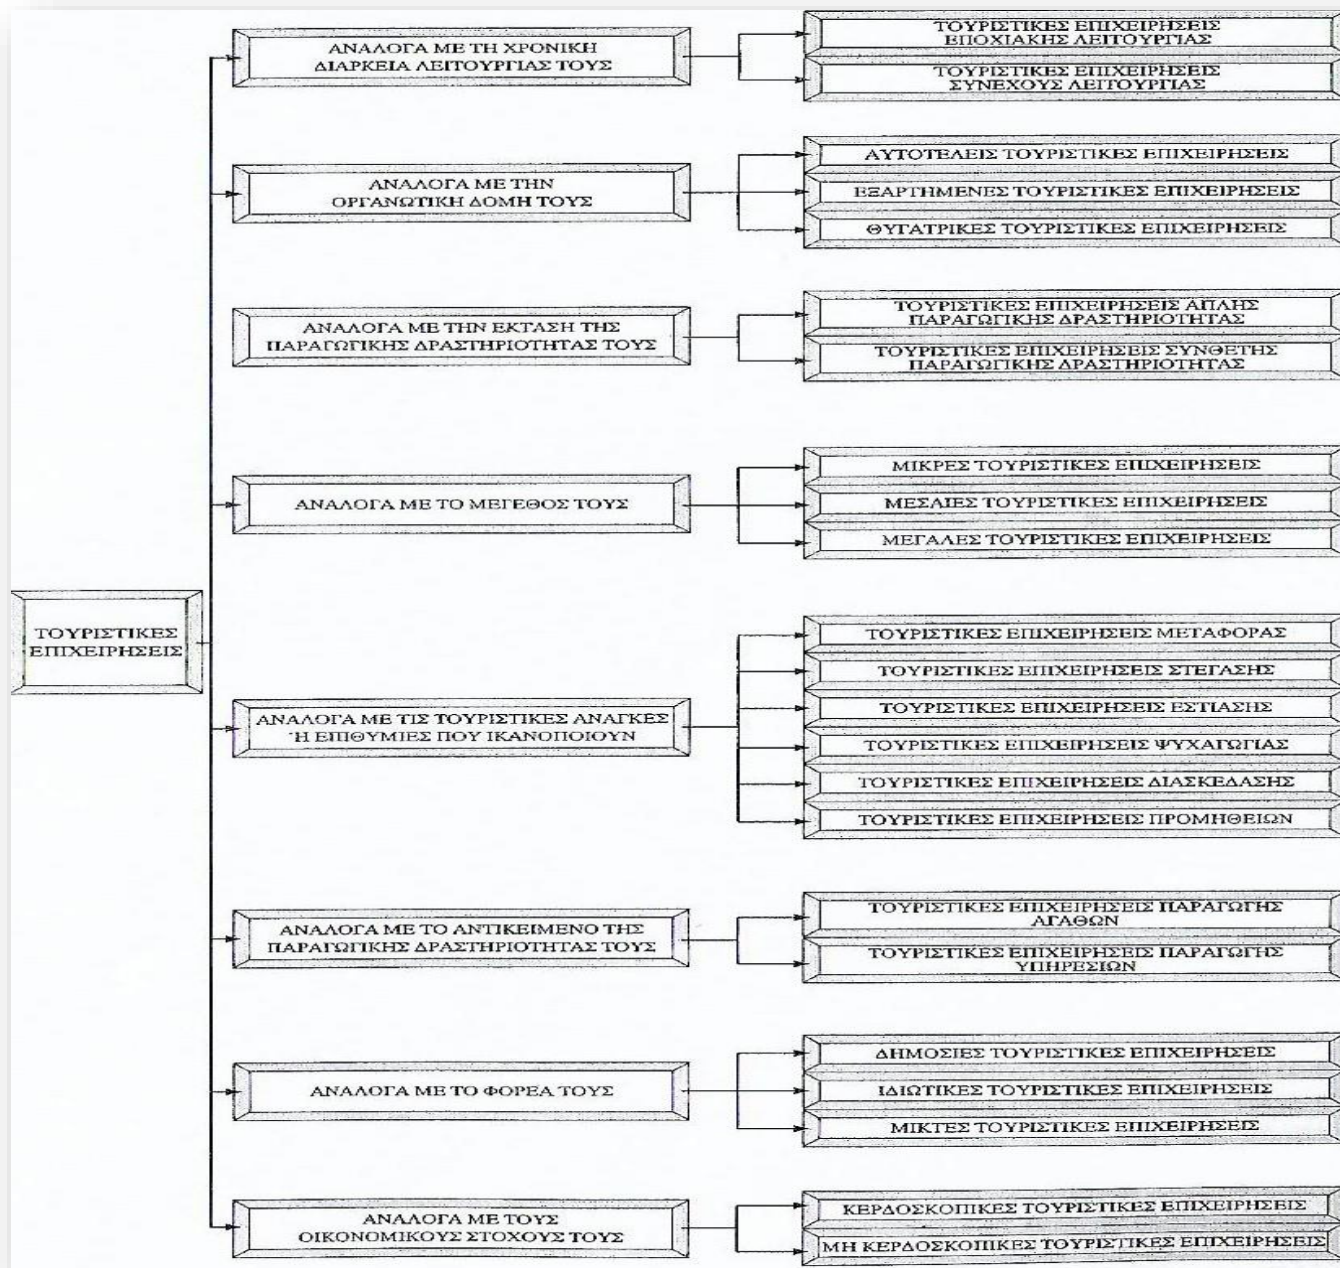 ΑΝΑΛΟΓΑ ΜΕ ΤΗ ΧΡΟΝΙΚΗ
ΔΙΑΡΚΕΙΑ ΛΕΙΤΟΥΡΓΙΑΣ ΤΟΥΣ
ΤΟΥΡΙΣΤΙΚΕΣ ΕΠΙΧΕΙΡΗΣΕΙΣ
ΕΠΟΧΙΑΚΗΣ ΛΕΙΤΟΥΡΓΙΑΣ
ΤΟΥΡΙΣΤΙΚΕΣ ΕΠΙΧΕΙΡΗΣΕΙΣ
ΣΥΝΕΧΟΥΣ ΛΕΙΤΟΥΡΓΙΑΣ
ΑΝΑΛΟΓΑ ΜΕ ΤΗΝ
ΟΡΓΑΝΩΤΙΚΗ ΔΟΜΗ ΤΟΥΣ
ΑΥΤΟΤΕΛΕΙΣ ΤΟΥΡΙΣΤΙΚΕΣ ΕΠΙΧΕΙΡΗΣΕΙΣ
ΕΞΑΡΤΗΜΕΝΕΣ ΤΟΥΡΙΣΤΙΚΕΣ ΕΠΙΧΕΙΡΗΣΕΙΣ
ΘΥΓΑΤΡΙΚΕΣ ΤΟΥΡΙΣΤΙΚΕΣ ΕΠΙΧΕΙΡΗΣΕΙΣ
ΑΝΑΛΟΓΑ ΜΕ ΤΗΝ ΕΚΤΑΣΗ ΤΗΣ
ΠΑΡΑΓΩΓΙΚΗΣ ΔΡΑΣΤΗΡΙΟΤΗΤΑΣ ΤΟΥΣ
ΤΟΥΡΙΣΤΙΚΕΣ ΕΠΙΧΕΙΡΗΣΕΙΣ ΑΠΛΗΣ
ΠΑΡΑΓΩΓΙΚΗΣ ΔΡΑΣΤΗΡΙΟΤΗΤΑΣ
ΤΟΥΡΙΣΤΙΚΕΣ ΕΠΙΧΕΙΡΗΣΕΙΣ ΣΥΝΘΕΤΗΣ
ΠΑΡΑΓΩΓΙΚΗΣ ΔΡΑΣΤΗΡΙΟΤΗΤΑΣ
ΑΝΑΛΟΓΑ ΜΕ ΤΟ ΜΕΓΕΘΟΣ ΤΟΥΣ
ΜΙΚΡΕΣ ΤΟΥΡΙΣΤΙΚΕΣ ΕΠΙΧΕΙΡΗΣΕΙΣ
ΜΕΣΑΙΕΣ ΤΟΥΡΙΣΤΙΚΕΣ ΕΠΙΧΕΙΡΗΣΕΙΣ
ΜΕΓΑΛΕΣ ΤΟΥΡΙΣΤΙΚΕΣ ΕΠΙΧΕΙΡΗΣΕΙΣ
ΤΟΥΡΙΣΤΙΚΕΣ
ΕΠΙΧΕΙΡΗΣΕΙΣ
ΑΝΑΛΟΓΑ ΜΕ ΤΙΣ ΤΟΥΡΙΣΤΙΚΕΣ ΑΝΑΓΚΕΣ
Ή ΕΠΙΘΥΜΙΕΣ ΠΟΥ ΙΚΑΝΟΠΟΙΟΥΝ
ΤΟΥΡΙΣΤΙΚΕΣ ΕΠΙΧΕΙΡΗΣΕΙΣ ΜΕΤΑΦΟΡΑΣ
ΤΟΥΡΙΣΤΙΚΕΣ ΕΠΙΧΕΙΡΗΣΕΙΣ ΣΤΕΓΑΣΗΣ
ΤΟΥΡΙΣΤΙΚΕΣ ΕΠΙΧΕΙΡΗΣΕΙΣ ΕΣΤΙΑΣΗΣ
ΤΟΥΡΙΣΤΙΚΕΣ ΕΠΙΧΕΙΡΗΣΕΙΣ ΨΥΧΑΓΩΓΙΑΣ
ΤΟΥΡΙΣΤΙΚΕΣ ΕΠΙΧΕΙΡΗΣΕΙΣ ΔΙΑΣΚΕΔΑΣΗΣ
ΤΟΥΡΙΣΤΙΚΕΣ ΕΠΙΧΕΙΡΗΣΕΙΣ ΠΡΟΜΗΘΕΙΩΝ
ΑΝΑΛΟΓΑ ΜΕ ΤΟ ΑΝΤΙΚΕΙΜΕΝΟ ΤΗΣ
ΠΑΡΑΓΩΓΙΚΗΣ ΔΡΑΣΤΗΡΙΟΤΗΤΑΣ ΤΟΥΣ
ΤΟΥΡΙΣΤΙΚΕΣ ΕΠΙΧΕΙΡΗΣΕΙΣ ΠΑΡΑΓΩΓΗΣ
ΑΓΑΘΩΝ
ΤΟΥΡΙΣΤΙΚΕΣ ΕΠΙΧΕΙΡΗΣΕΙΣ ΠΑΡΑΓΩΓΗΣ
ΥΠΗΡΕΣΙΩΝ
ΑΝΑΛΟΓΑ ΜΕ ΤΟ ΦΟΡΕΑ ΤΟΥΣ
ΔΗΜΟΣΙΕΣ ΤΟΥΡΙΣΤΙΚΕΣ ΕΠΙΧΕΙΡΗΣΕΙΣ
ΙΔΙΩΤΙΚΕΣ ΤΟΥΡΙΣΤΙΚΕΣ ΕΠΙΧΕΙΡΗΣΕΙΣ
ΜΙΚΤΕΣ ΤΟΥΡΙΣΤΙΚΕΣ ΕΠΙΧΕΙΡΗΣΕΙΣ
ΑΝΑΛΟΓΑ ΜΕ ΤΟΥΣ
ΟΙΚΟΝΟΜΙΚΟΥΣ ΣΤΟΧΟΥΣ ΤΟΥΣ
ΚΕΡΔΟΣΚΟΠΙΚΕΣ ΤΟΥΡΙΣΤΙΚΕΣ ΕΠΙΧΕΙΡΗΣΕΙΣ
ΜΗ ΚΕΡΔΟΣΚΟΠΙΚΕΣ ΤΟΥΡΙΣΤΙΚΕΣ ΕΠΙΧΕΙΡΗΣΕΙΣ